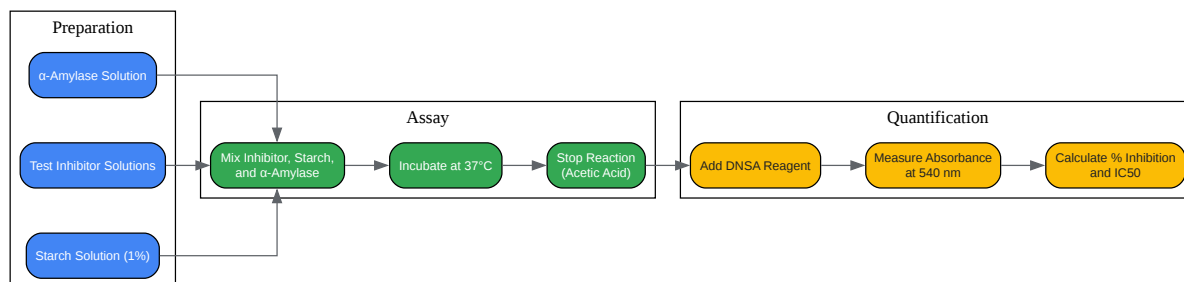 Preparation
α-Amylase Solution
Test Inhibitor Solutions
Starch Solution (1%)
Assay
Mix Inhibitor, Starch,
and α-Amylase
Incubate at 37°C
Stop Reaction
(Acetic Acid)
Quantification
Add DNSA Reagent
Measure Absorbance
at 540 nm
Calculate % Inhibition
and IC50